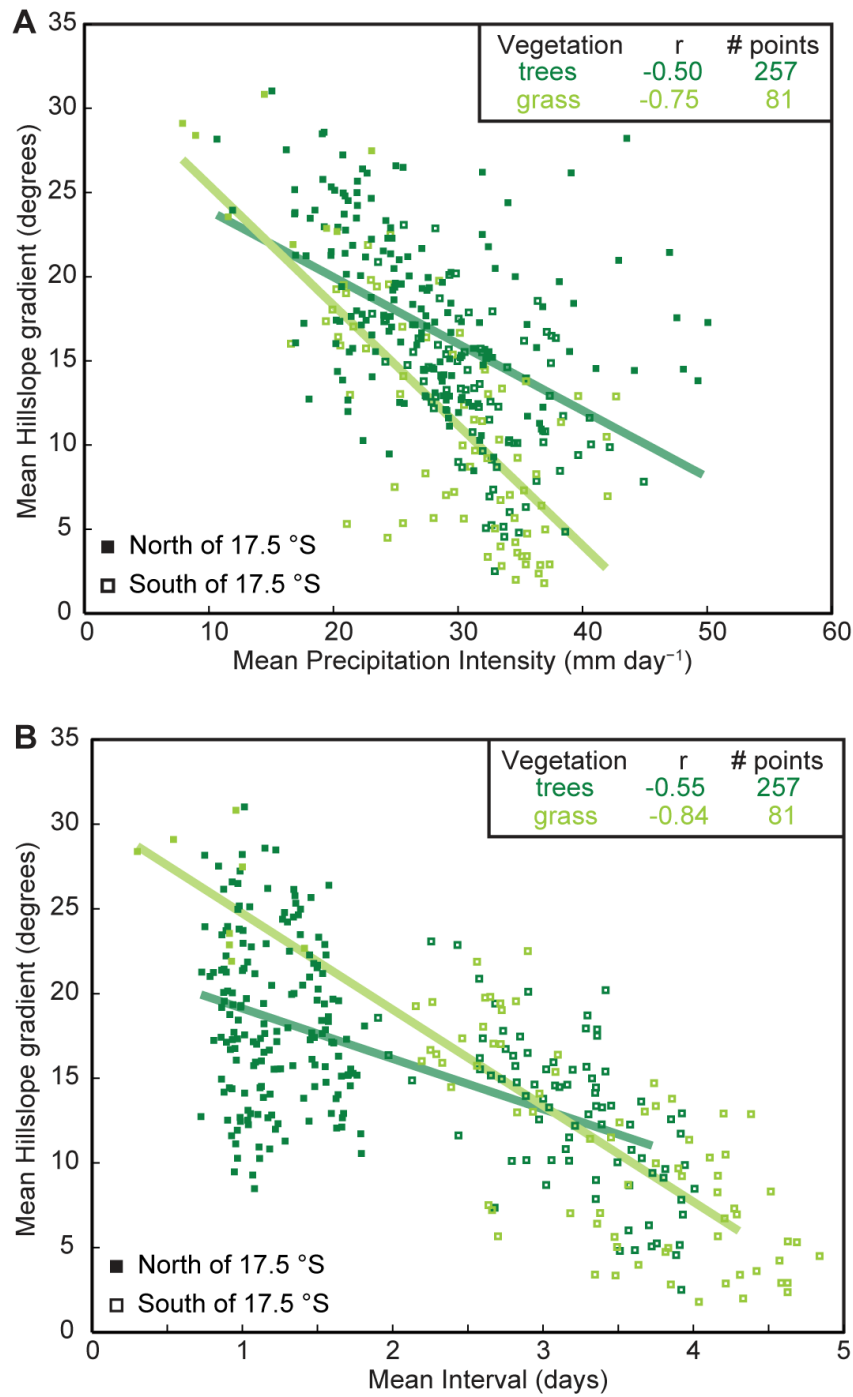 A
35
30
25
20
15
10
5
0
Mean Hillslope gradient (degrees)
Vegetation r # points
trees -0.50 257
grass -0.75 81
North of 17.5 °S
South of 17.5 °S
0 10 20 30 40 50 60
Mean Precipitation Intensity (mm day⁻¹)
B
35
30
25
20
15
10
5
0
Mean Hillslope gradient (degrees)
Vegetation r # points
trees -0.55 257
grass -0.84 81
North of 17.5 °S
South of 17.5 °S
0 1 2 3 4 5
Mean Interval (days)